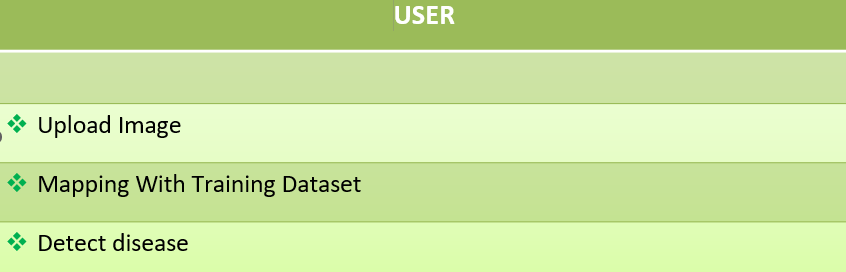 USER
❖ Upload Image
❖ Mapping With Training Dataset
❖ Detect disease